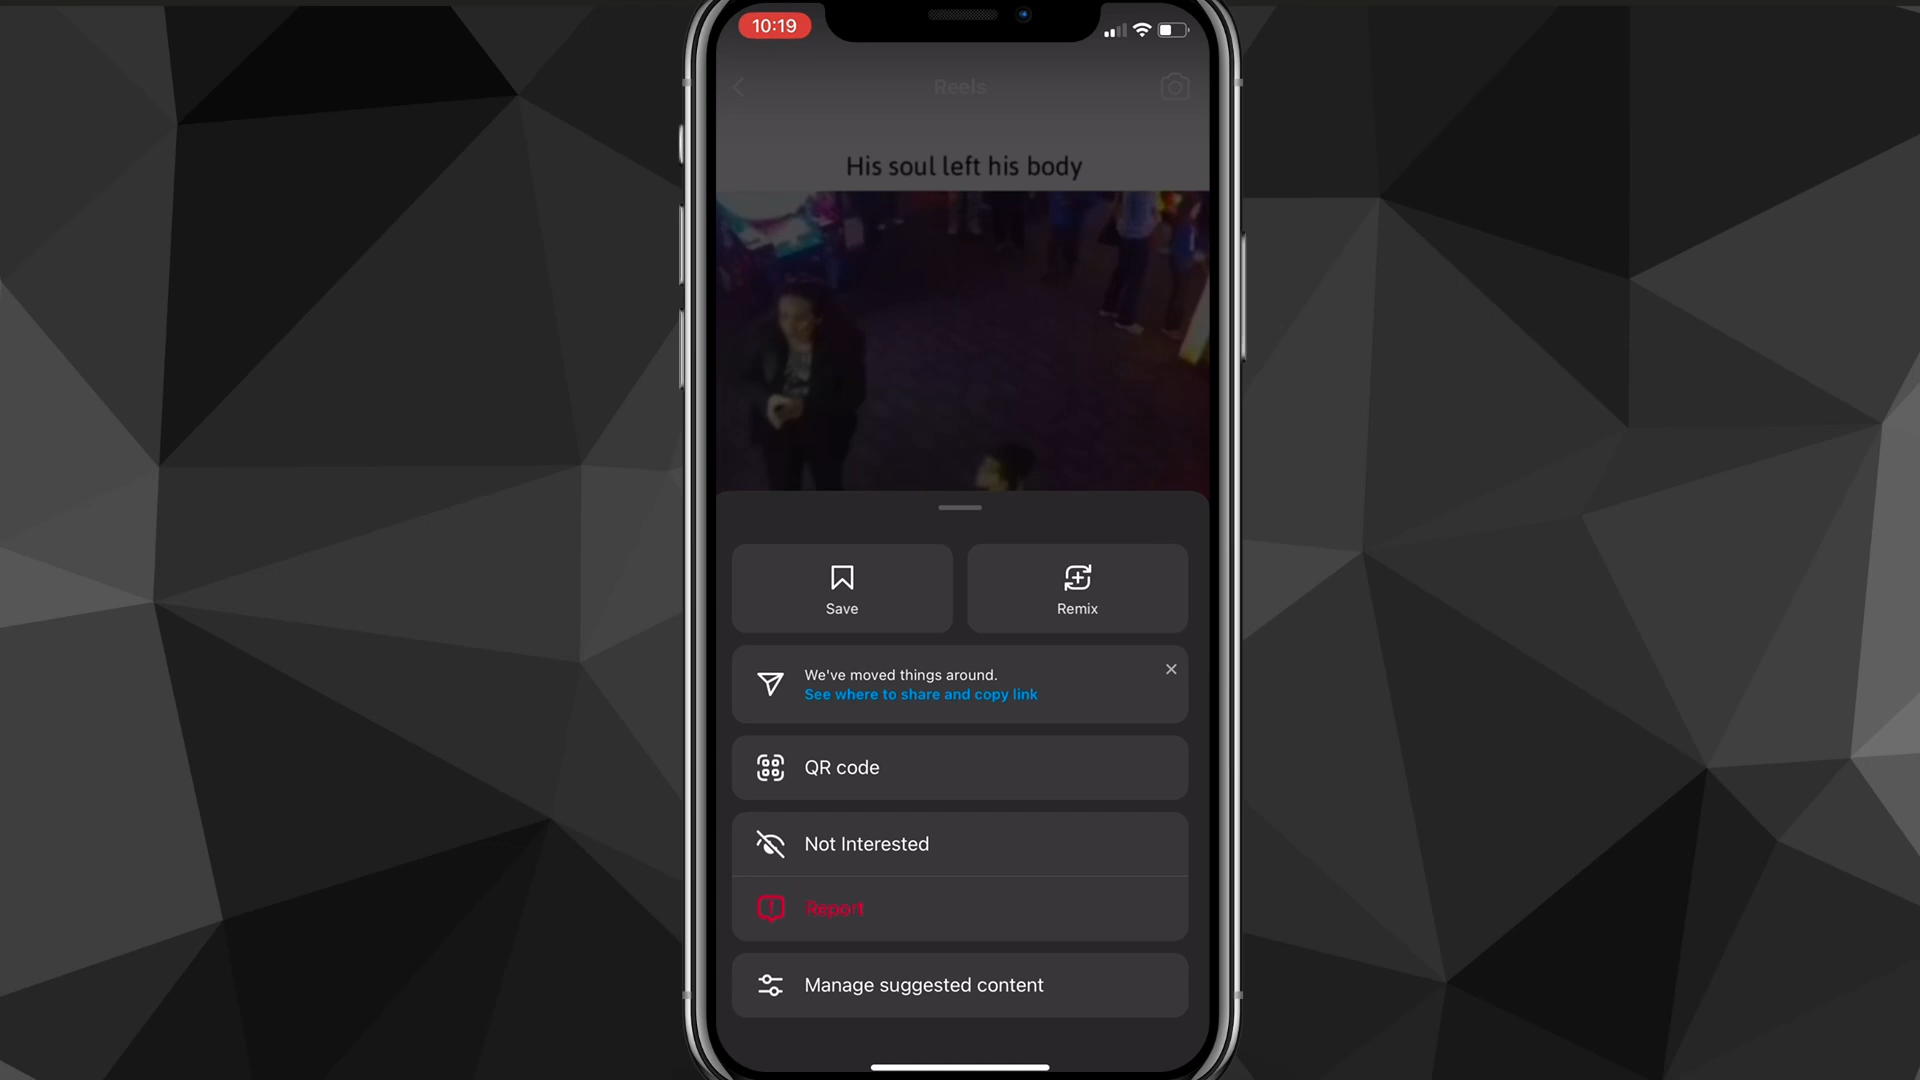 10:19
Reels
His soul left his body
Save
Remix
We've moved things around.
See where to share and copy link
QR code
Not Interested
Report
Manage suggested content